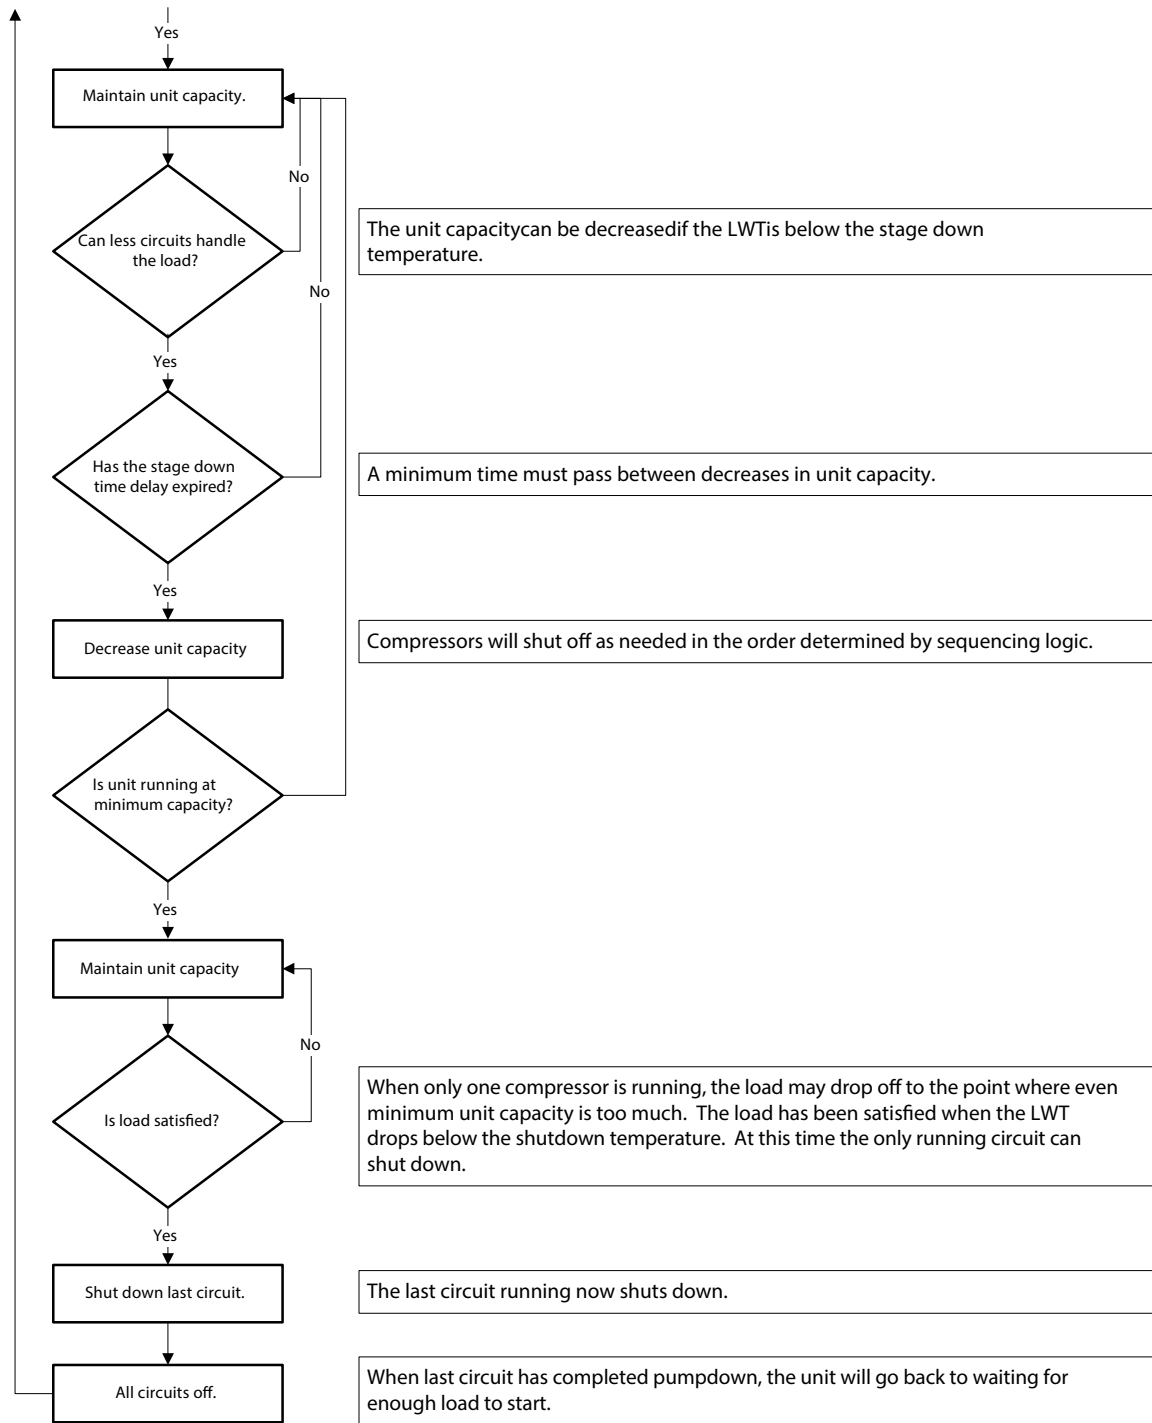 Yes
Maintain unit capacity.
No
Can less circuits handle
the load?
The unit capacitycan be decreasedif the LWTis below the stage down
temperature.
No
Yes
Has the stage down
time delay expired?
A minimum time must pass between decreases in unit capacity.
Yes
Decrease unit capacity
Compressors will shut off as needed in the order determined by sequencing logic.
Is unit running at
minimum capacity?
Yes
Maintain unit capacity
No
Is load satisfied?
When only one compressor is running, the load may drop off to the point where even
minimum unit capacity is too much. The load has been satisfied when the LWT
drops below the shutdown temperature. At this time the only running circuit can
shut down.
Yes
Shut down last circuit.
The last circuit running now shuts down.
All circuits off.
When last circuit has completed pumpdown, the unit will go back to waiting for
enough load to start.